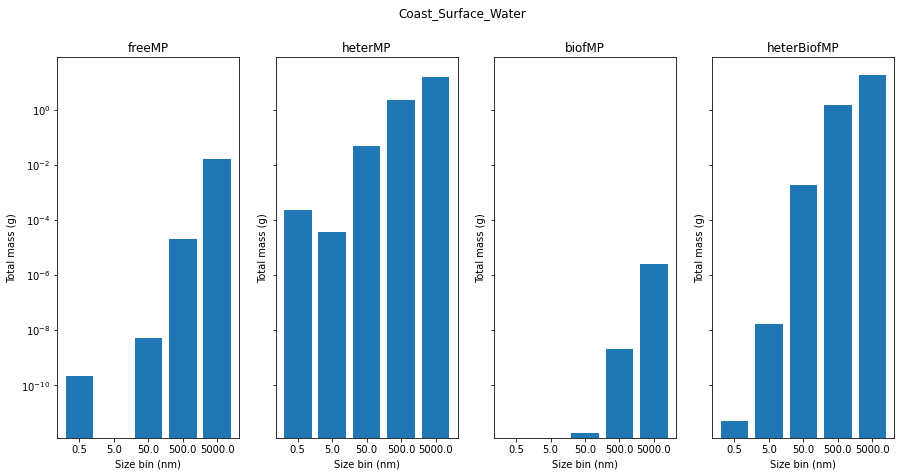 Coast_Surface_Water
freeMP
heterMP
biofMP
heterBiofMP
Total mass (g)
10⁰
10⁻²
10⁻⁴
10⁻⁶
10⁻⁸
10⁻¹⁰
Total mass (g)
Total mass (g)
Total mass (g)
0.5 5.0 50.0 500.0 5000.0
0.5 5.0 50.0 500.0 5000.0
0.5 5.0 50.0 500.0 5000.0
0.5 5.0 50.0 500.0 5000.0
Size bin (nm)
Size bin (nm)
Size bin (nm)
Size bin (nm)